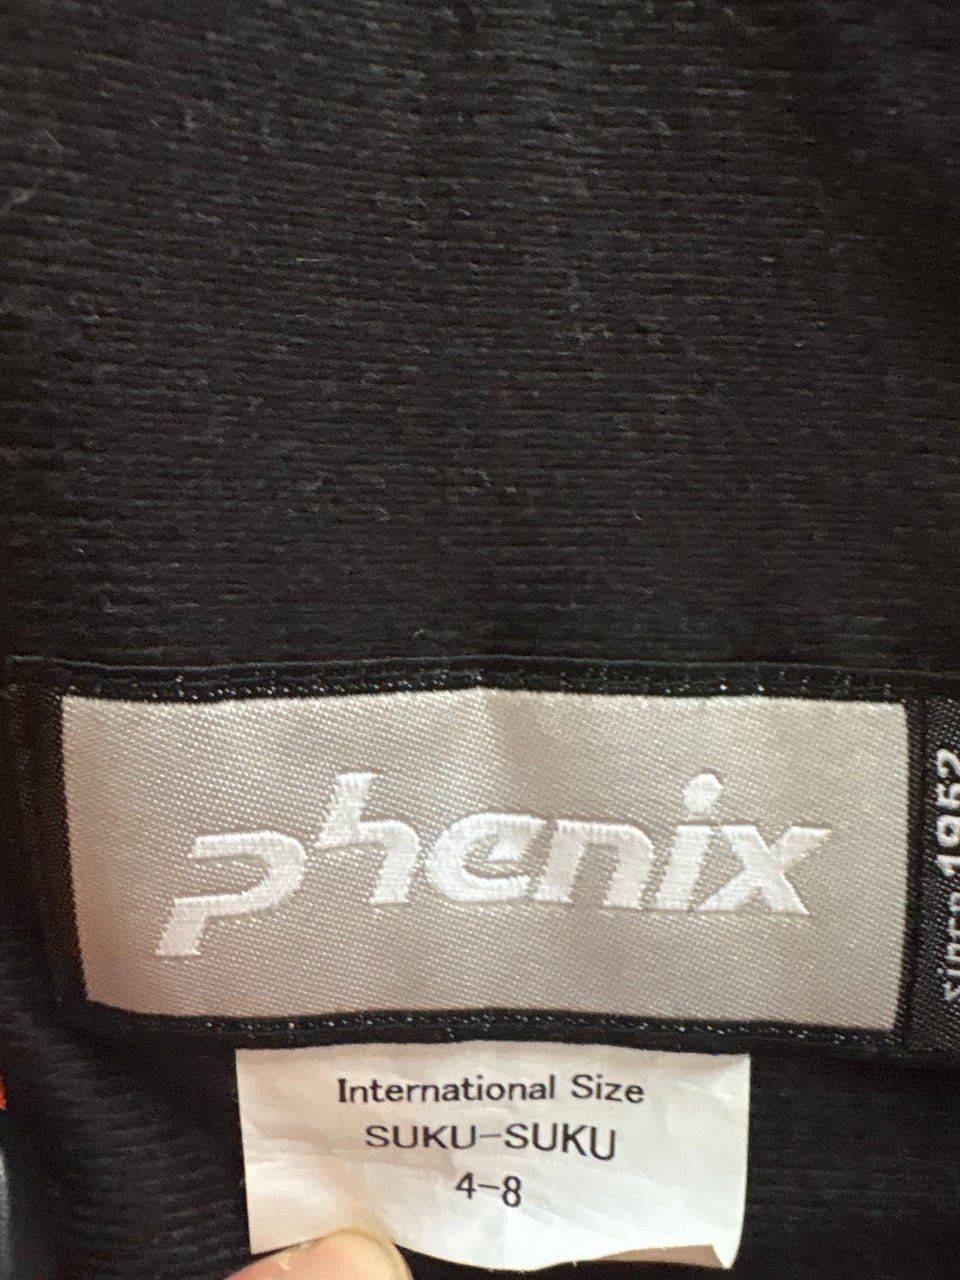 phenix
since 1952
International Size
SUKU-SUKU
4-8